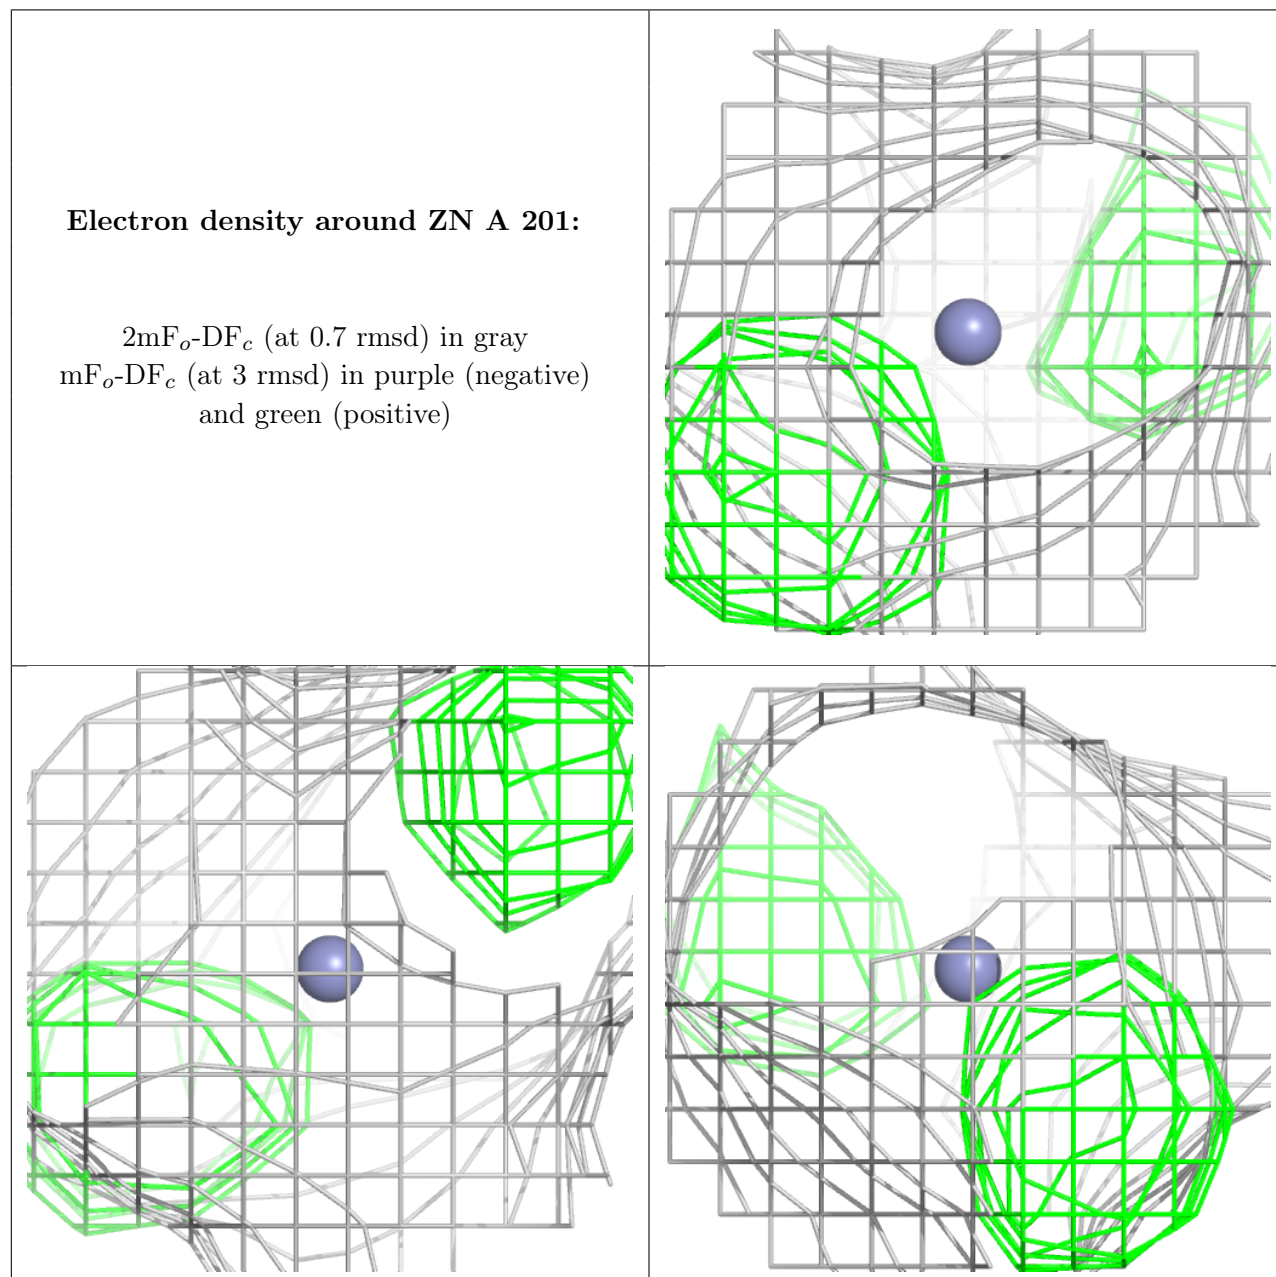 Electron density around ZN A 201:
2mFo-DFc (at 0.7 rmsd) in gray
mFo-DFc (at 3 rmsd) in purple (negative)
and green (positive)